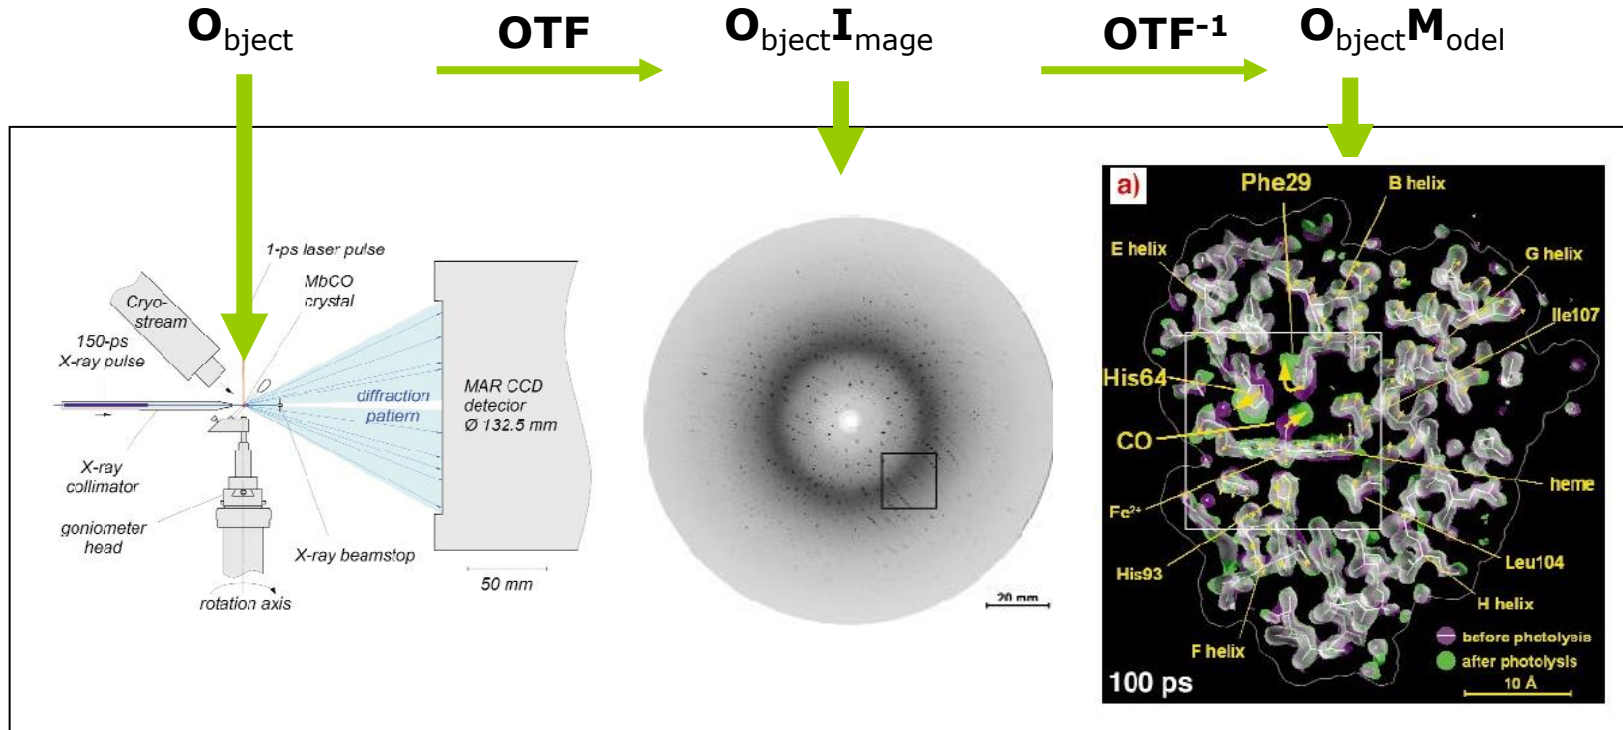 Object
OTF
ObjectImage
OTF-1
ObjectModel
1-ps laser pulse
MbCO
crystal
Cryo-
stream
150-ps
X-ray pulse
diffraction
pattern
MAR CCD
detector
Ø 132.5 mm
X-ray
collimator
goniometer
head
X-ray beamstop
50 mm
rotation axis
20 mm
a)
Phe29
B helix
E helix
G helix
Ile107
His64
CO
heme
Fe2+
His93
Leu104
H helix
F helix
before photolysis
after photolysis
100 ps
10 Å